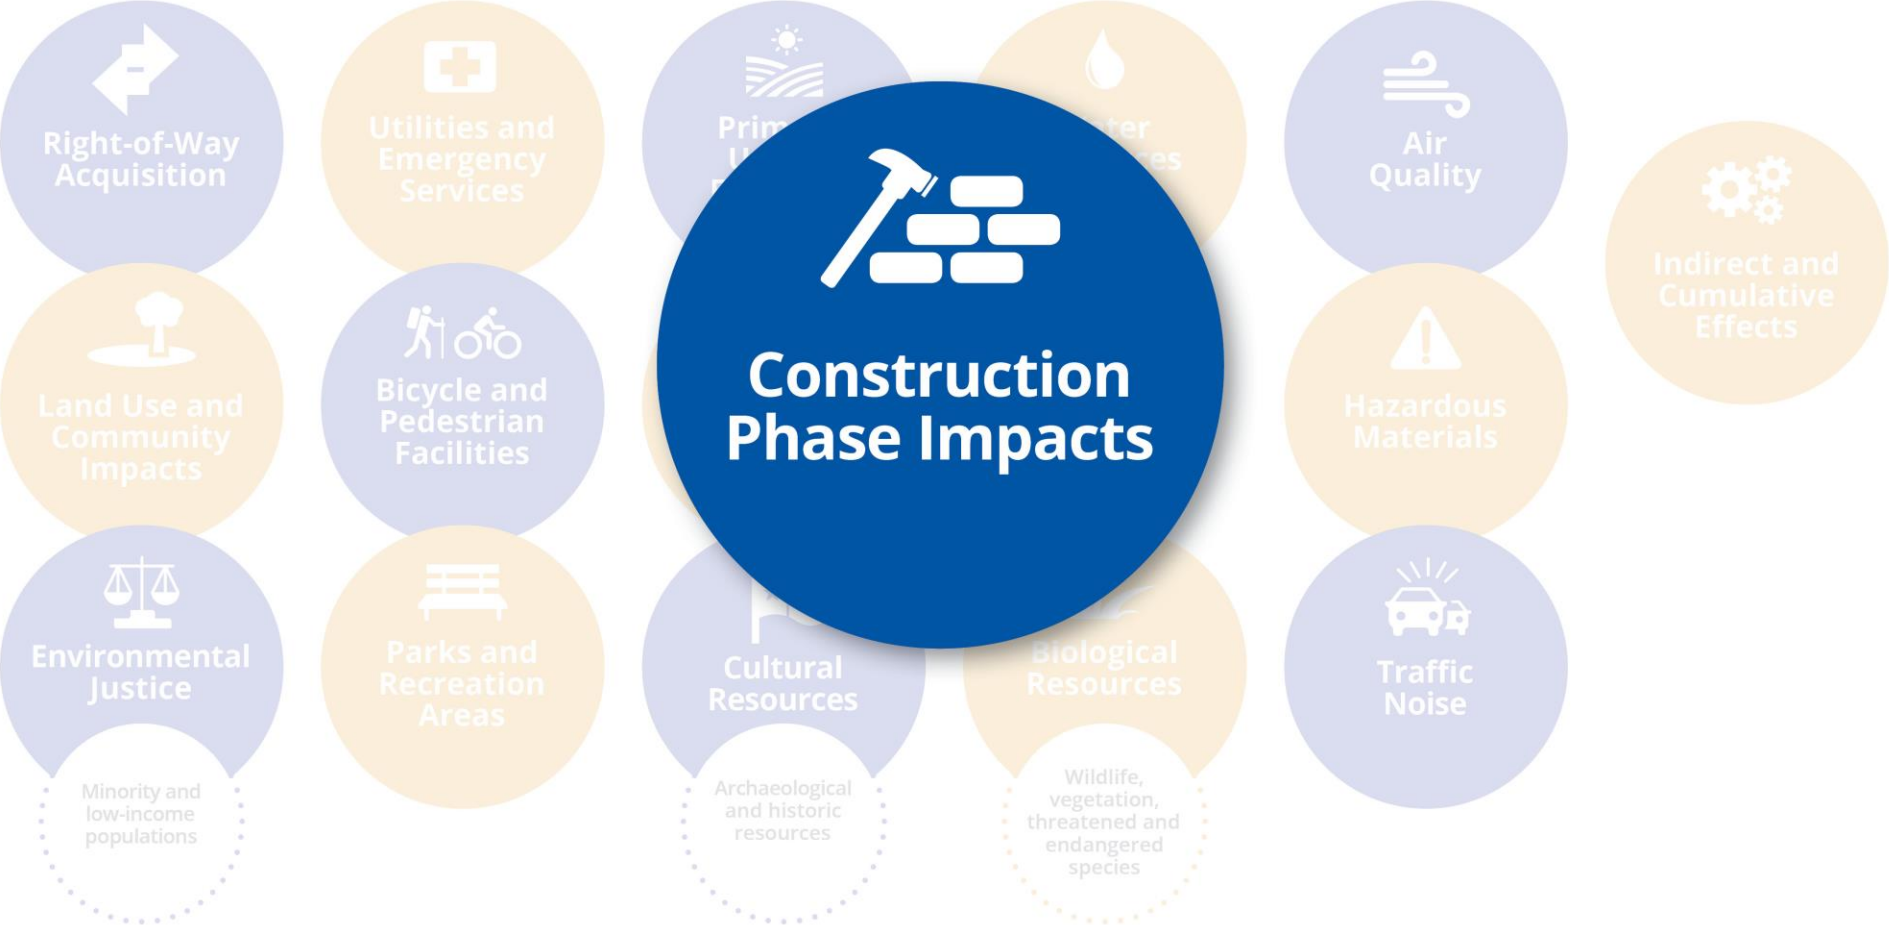 Right-of-Way
Acquisition
Utilities and
Emergency
Services
Air
Quality
Indirect and
Cumulative
Effects
Construction
Phase Impacts
Land Use and
Community
Impacts
Bicycle and
Pedestrian
Facilities
Hazardous
Materials
Environmental
Justice
Minority and
low-income
populations
Parks and
Recreation
Areas
Cultural
Resources
Archaeological
and historic
resources
Biological
Resources
Wildlife,
vegetation,
threatened and
endangered
species
Traffic
Noise